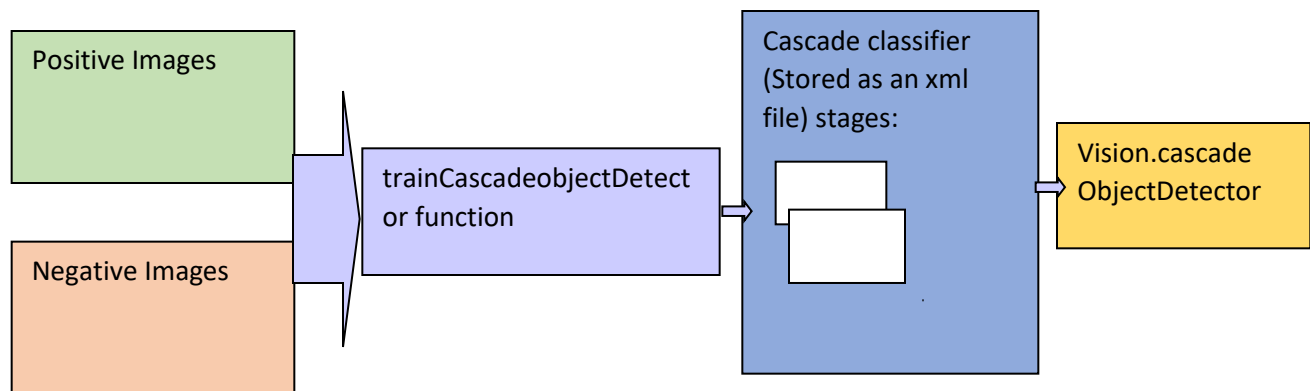 Positive Images
Negative Images
trainCascadeobjectDetect
or function
Cascade classifier
(Stored as an xml
file) stages:
.
Vision.cascade
ObjectDetector